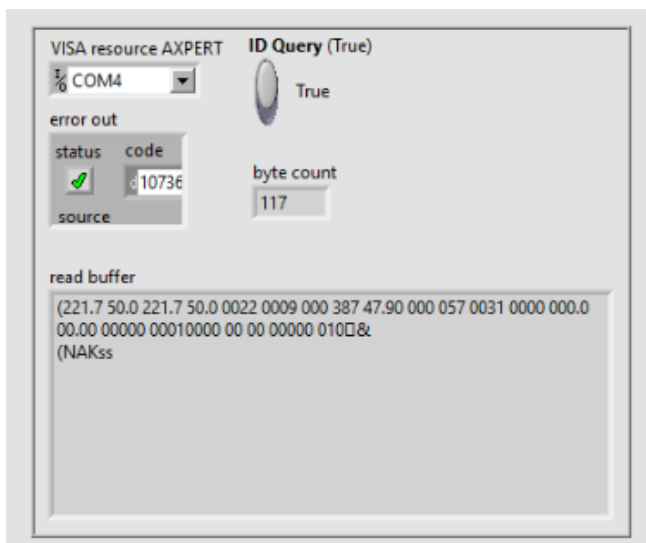 VISA resource AXPERT
ID Query (True)
COM4
True
error out
status code
10736
byte count
117
source
read buffer
(221.7 50.0 221.7 50.0 0022 0009 000 387 47.90 000 057 0031 0000 000.0
00.00 00000 00010000 00 00 00000 010□&
(NAKss